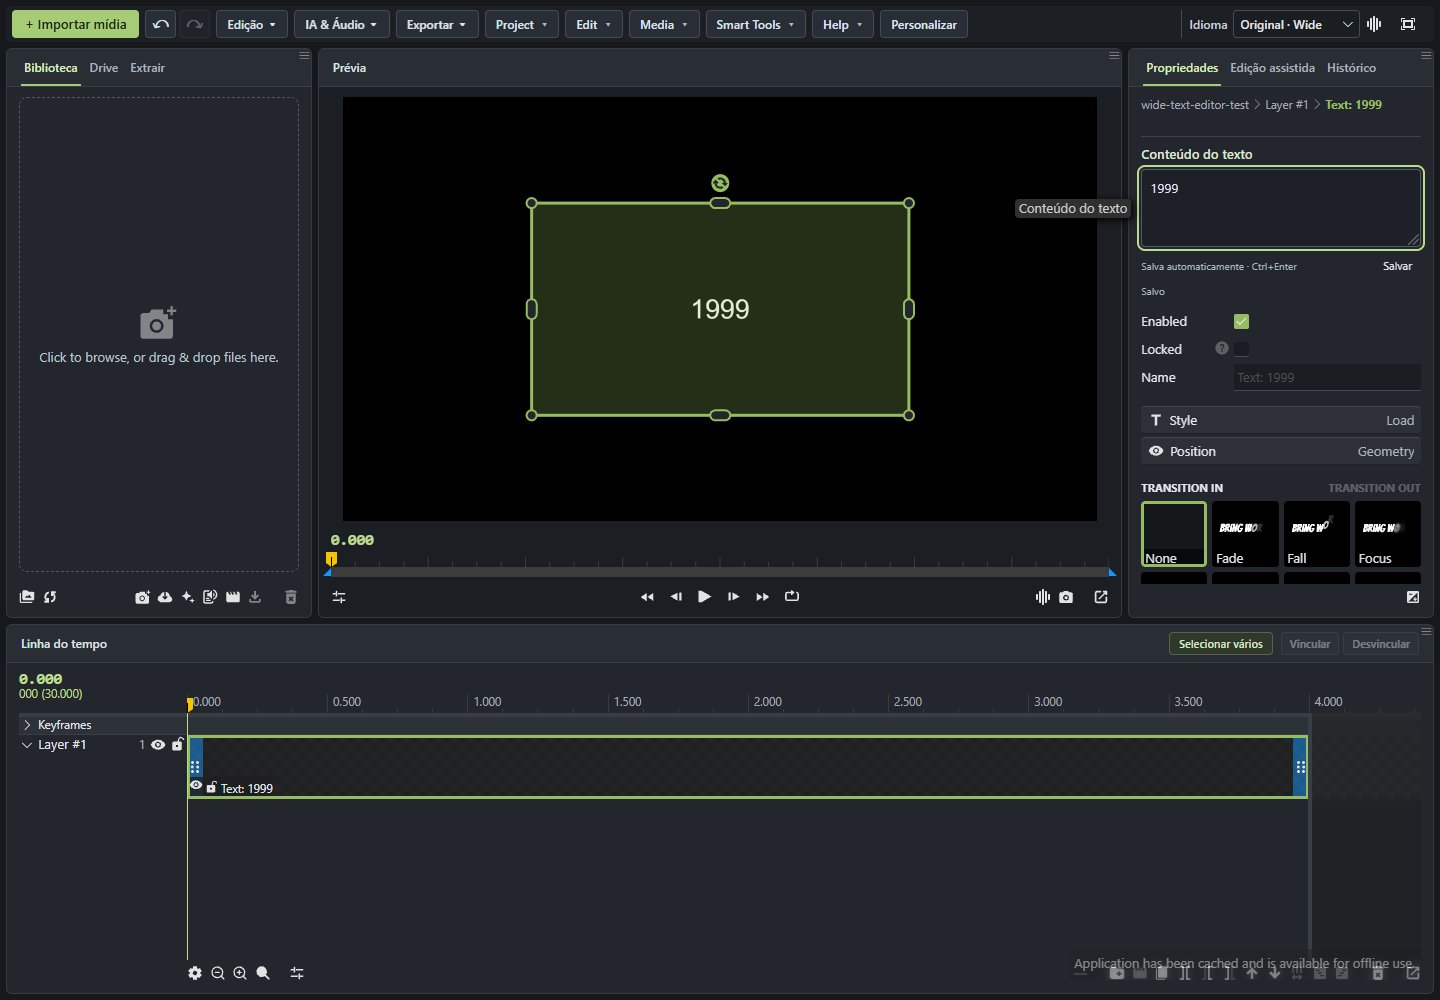 + Importar mídia
Edição
IA & Áudio
Exportar
Project
Edit
Media
Smart Tools
Help
Personalizar
Idioma
Original · Wide
Biblioteca
Drive
Extrair
Click to browse, or drag & drop files here.
Prévia
1999
Conteúdo do texto
0.000
Propriedades
Edição assistida
Histórico
wide-text-editor-test > Layer #1 > Text: 1999
Conteúdo do texto
1999
Salva automaticamente · Ctrl+Enter
Salvar
Salvo
Enabled
Locked
Name
Text: 1999
Style
Load
Position
Geometry
TRANSITION IN
TRANSITION OUT
None
BRING WO
Fade
BRING WOR
Fall
BRING WO
Focus
Linha do tempo
Selecionar vários
Vincular
Desvincular
0.000
000 (30.000)
0.000
0.500
1.000
1.500
2.000
2.500
3.000
3.500
4.000
Keyframes
Layer #1
1
Text: 1999
Application has been cached and is available for offline use.